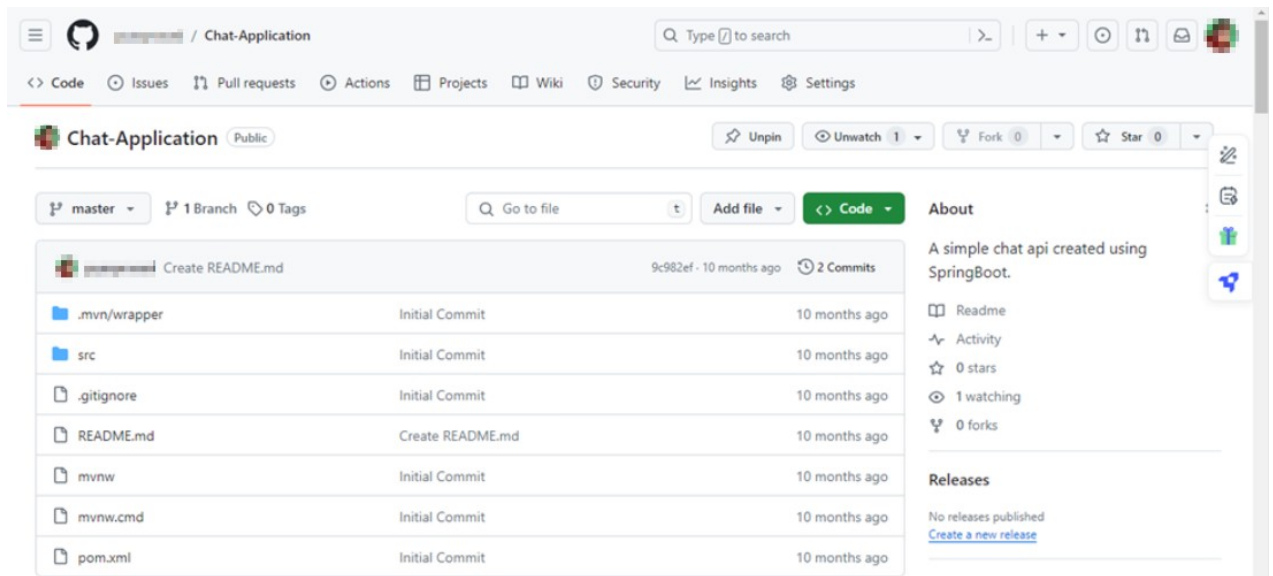 / Chat-Application
Type / to search
Code Issues Pull requests Actions Projects Wiki Security Insights Settings
Chat-Application Public
Unpin Unwatch 1 Fork 0 Star 0
master 1 Branch 0 Tags Go to file t Add file Code
Create README.md 9c982ef · 10 months ago 2 Commits
.mvn/wrapper Initial Commit 10 months ago
src Initial Commit 10 months ago
.gitignore Initial Commit 10 months ago
README.md Create README.md 10 months ago
mvnw Initial Commit 10 months ago
mvnw.cmd Initial Commit 10 months ago
pom.xml Initial Commit 10 months ago
About
A simple chat api created using
SpringBoot.
Readme
Activity
0 stars
1 watching
0 forks
Releases
No releases published
Create a new release